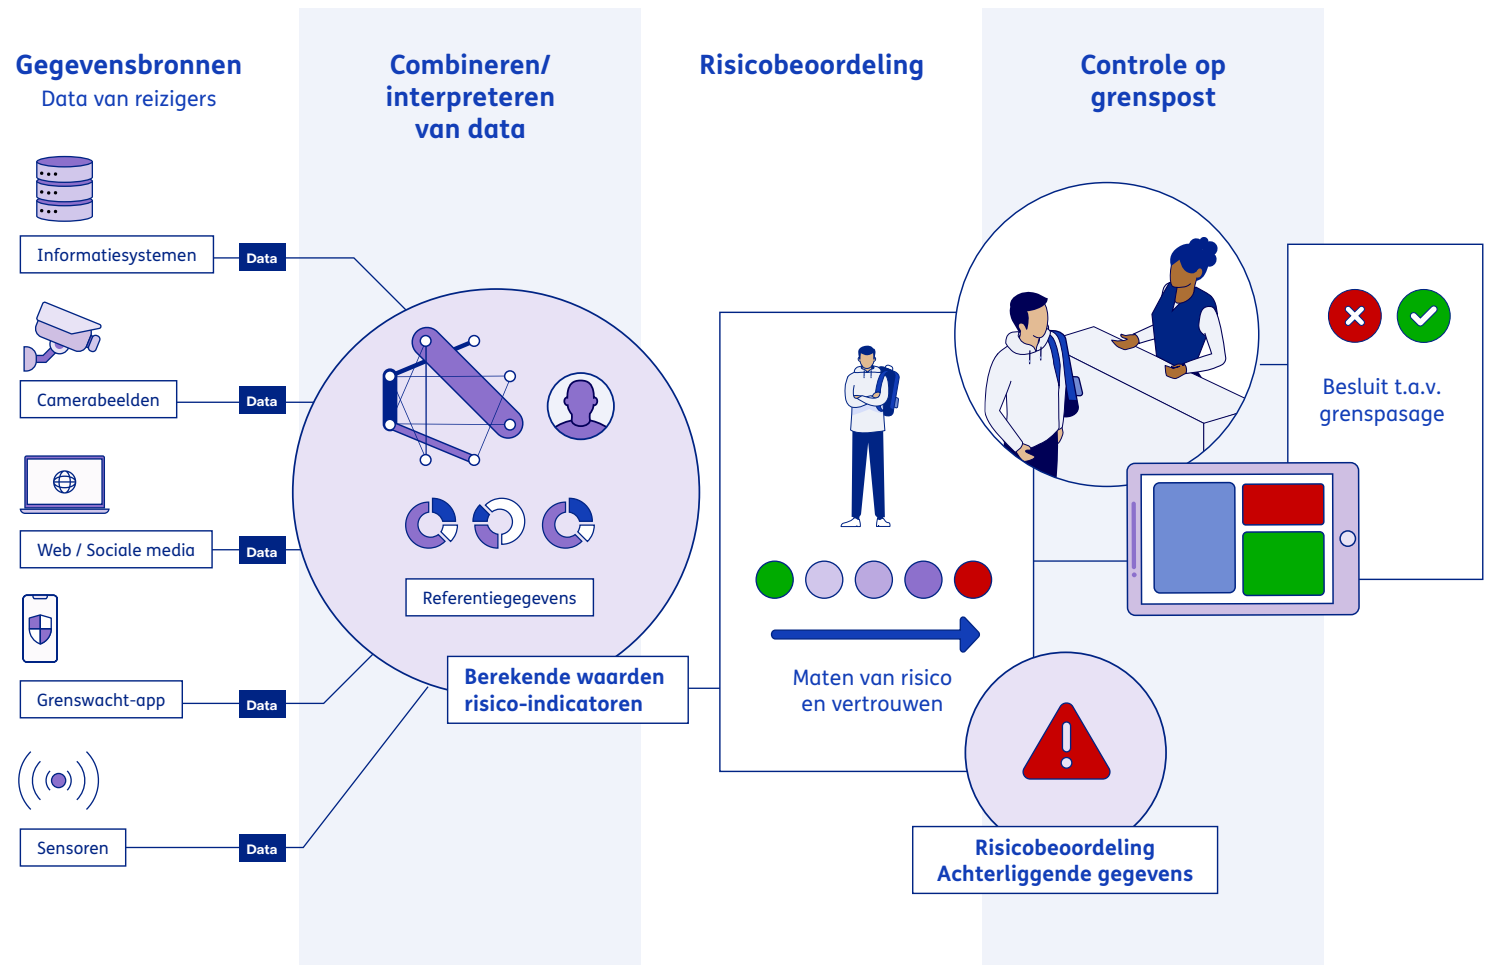 Gegevensbronnen
Data van reizigers
Combineren/
interpreteren
van data
Risicobeoordeling
Controle op
grenspost
Informatiesystemen
Data
Camerabeelden
Data
Web / Sociale media
Data
Grenswacht-app
Data
Sensoren
Data
Referentiegegevens
Berekende waarden
risico-indicatoren
Maten van risico
en vertrouwen
Besluit t.a.v.
grenspasage
Risicobeoordeling
Achterliggende gegevens